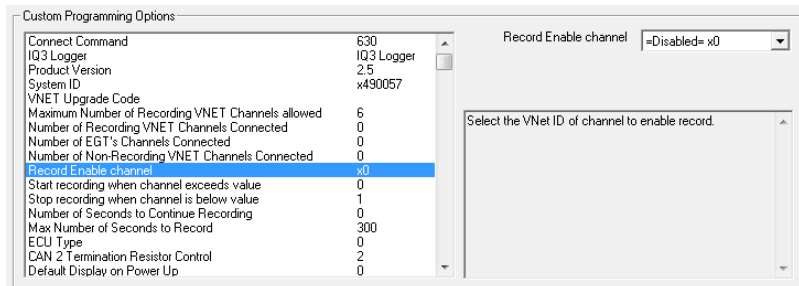 Custom Programming Options
Connect Command 630
IQ3 Logger IQ3 Logger
Product Version 2.5
System ID x490057
VNET Upgrade Code
Maximum Number of Recording VNET Channels allowed 6
Number of Recording VNET Channels Connected 0
Number of EGT's Channels Connected 0
Number of Non-Recording VNET Channels Connected 0
Record Enable channel x0
Start recording when channel exceeds value 0
Stop recording when channel is below value 1
Number of Seconds to Continue Recording 0
Max Number of Seconds to Record 300
ECU Type 0
CAN 2 Termination Resistor Control 2
Default Display on Power Up 0
Record Enable channel =Disabled= x0
Select the VNet ID of channel to enable record.